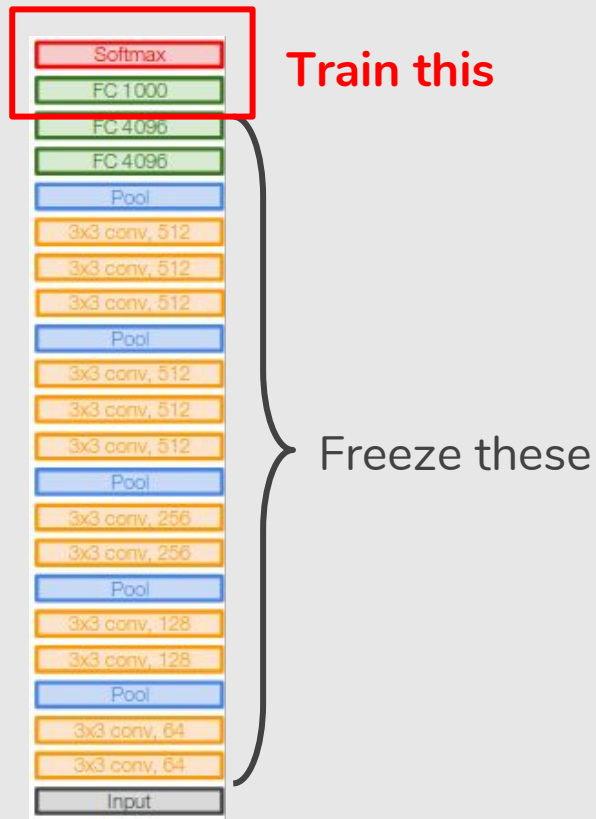 Softmax
Train this
FC 1000
FC 4096
FC 4096
Pool
3x3 conv, 512
3x3 conv, 512
3x3 conv, 512
Pool
3x3 conv, 512
3x3 conv, 512
3x3 conv, 512
Freeze these
Pool
3x3 conv, 256
3x3 conv, 256
Pool
3x3 conv, 128
3x3 conv, 128
Pool
3x3 conv, 64
3x3 conv, 64
Input